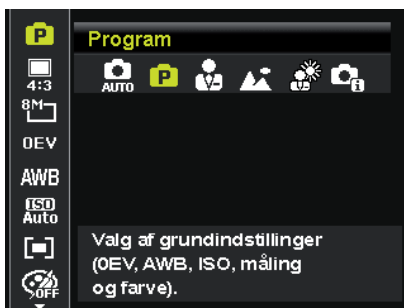 P
Program
AUTO P i
4:3
8M
0EV
AWB
ISO
Auto
OFF
Valg af grundindstillinger
(0EV, AWB, ISO, måling
og farve).